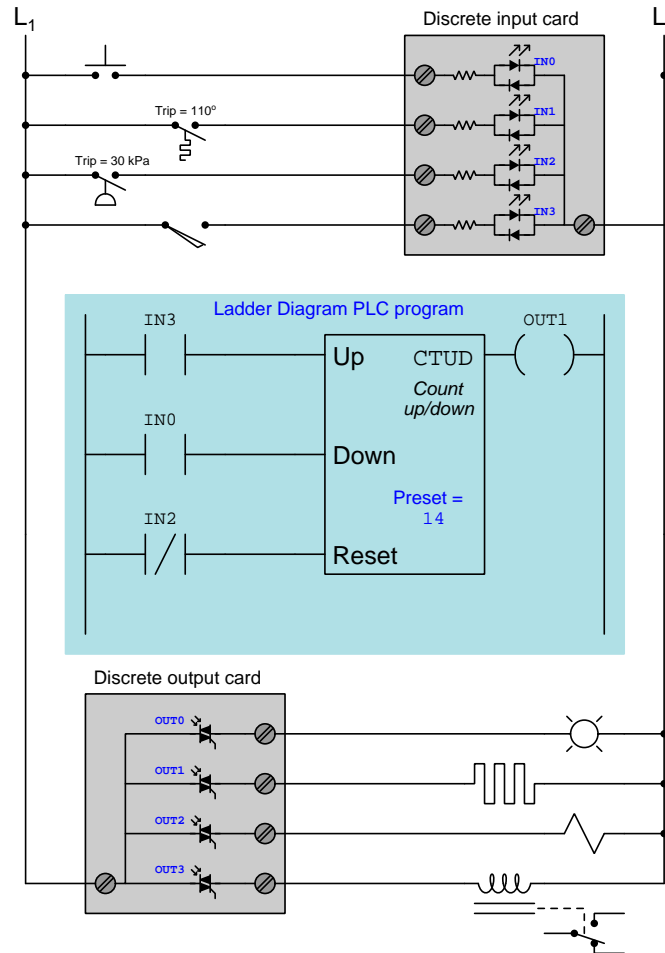 L1
Discrete input card
L
IN0
Trip = 110º
IN1
Trip = 30 kPa
IN2
IN3
Ladder Diagram PLC program
IN3
OUT1
Up
CTUD
Count
up/down
IN0
Down
Preset =
14
IN2
Reset
Discrete output card
OUT0
OUT1
OUT2
OUT3